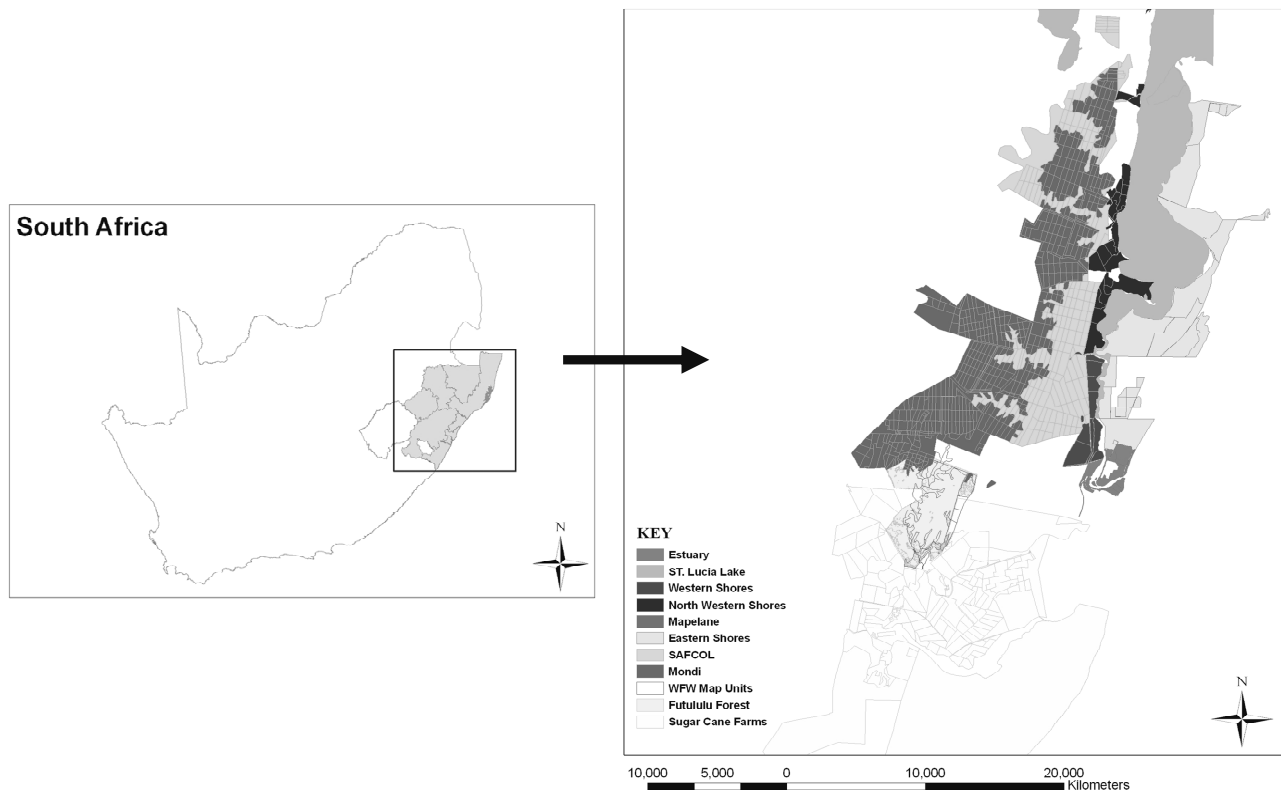 South Africa
N
KEY
Estuary
ST. Lucia Lake
Western Shores
North Western Shores
Mapelane
Eastern Shores
SAFCOL
Mondi
WFW Map Units
Futululu Forest
Sugar Cane Farms
N
10,000 5,000 0 10,000 20,000
Kilometers